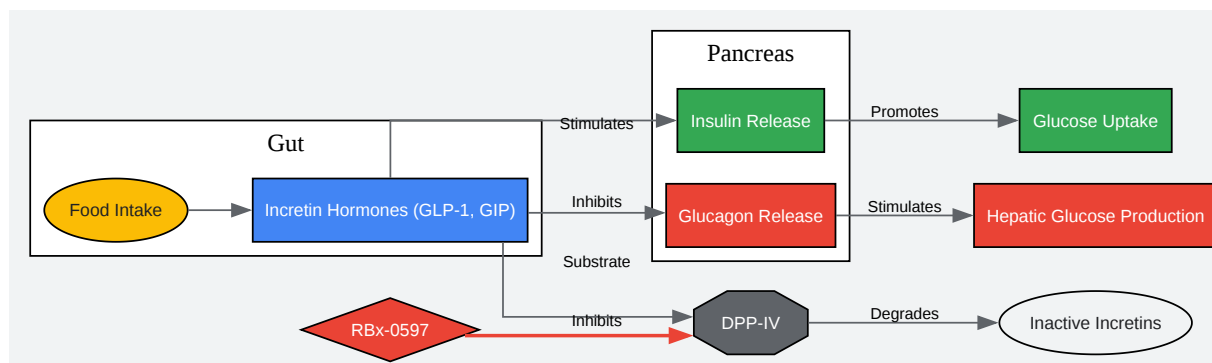 Pancreas
Stimulates
Insulin Release
Promotes
Glucose Uptake
Gut
Food Intake
Incretin Hormones (GLP-1, GIP)
Inhibits
Glucagon Release
Stimulates
Hepatic Glucose Production
Substrate
RBx-0597
Inhibits
DPP-IV
Degrades
Inactive Incretins